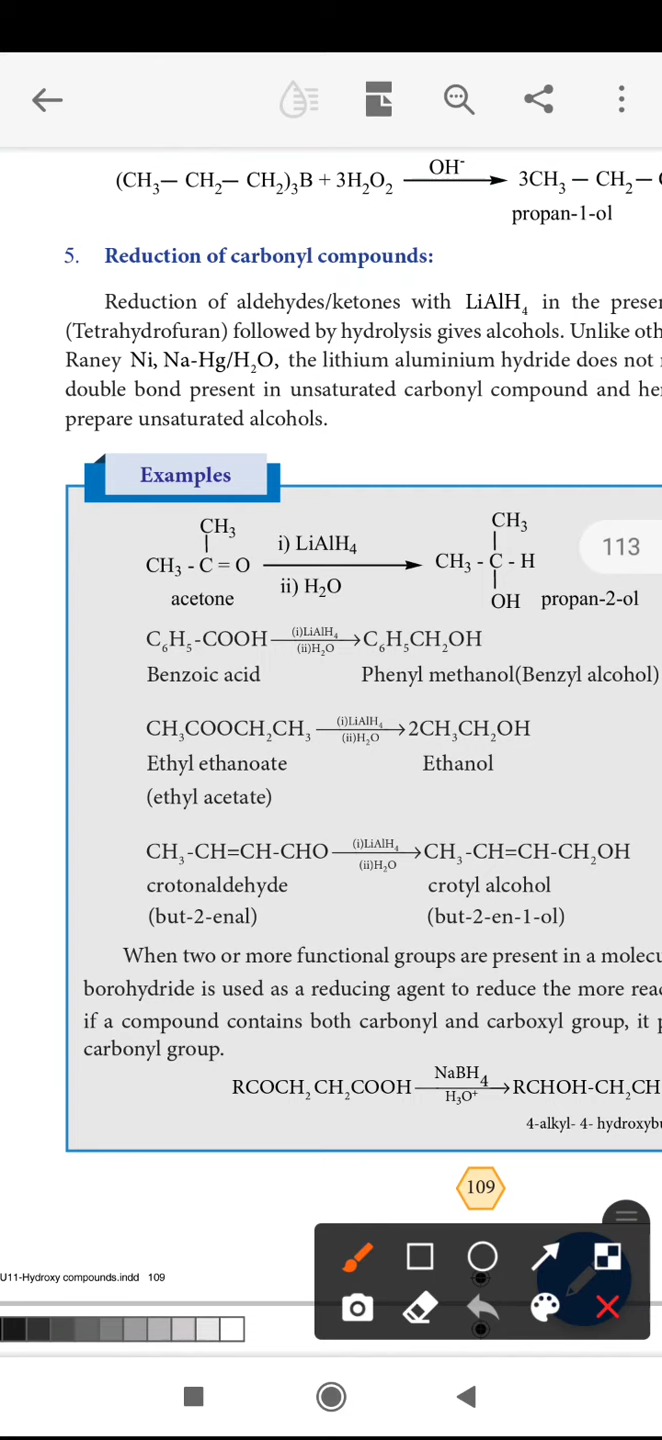 (CH₃— CH₂— CH₂)₃B + 3H₂O₂ OH⁻ → 3CH₃ — CH₂—
propan-1-ol
5. Reduction of carbonyl compounds:
Reduction of aldehydes/ketones with LiAlH₄ in the
(Tetrahydrofuran) followed by hydrolysis gives alcohols. Unlike
Raney Ni, Na-Hg/H₂O, the lithium aluminium hydride does not
double bond present in unsaturated carbonyl compound and
prepare unsaturated alcohols.
Examples
CH₃ CH₃
113
CH₃ - C = O i) LiAlH₄ ii) H₂O → CH₃ - C - H
acetone OH propan-2-ol
C₆H₅-COOH (i)LiAlH₄ (ii)H₂O → C₆H₅CH₂OH
Benzoic acid Phenyl methanol(Benzyl alcohol)
CH₃COOCH₂CH₃ (i)LiAlH₄ (ii)H₂O → 2CH₃CH₂OH
Ethyl ethanoate Ethanol
(ethyl acetate)
CH₃-CH=CH-CHO (i)LiAlH₄ (ii)H₂O → CH₃-CH=CH-CH₂OH
crotonaldehyde crotyl alcohol
(but-2-enal) (but-2-en-1-ol)
When two or more functional groups are present in a
borohydride is used as a reducing agent to reduce the more
if a compound contains both carbonyl and carboxyl group, it
carbonyl group.
RCOCH₂CH₂COOH NaBH₄ H₃O⁺ → RCHOH-CH₂CH
4-alkyl- 4-
109
U11-Hydroxy compounds.indd 109